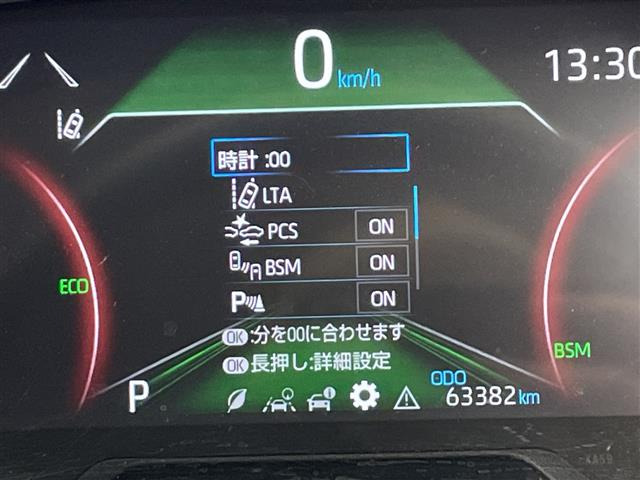 0 km/h
13:30
時計 :00
LTA
PCS ON
BSM ON
P ON
OK :分を00に合わせます
OK 長押し:詳細設定
ECO
BSM
P
ODO
63382 km
-KA59